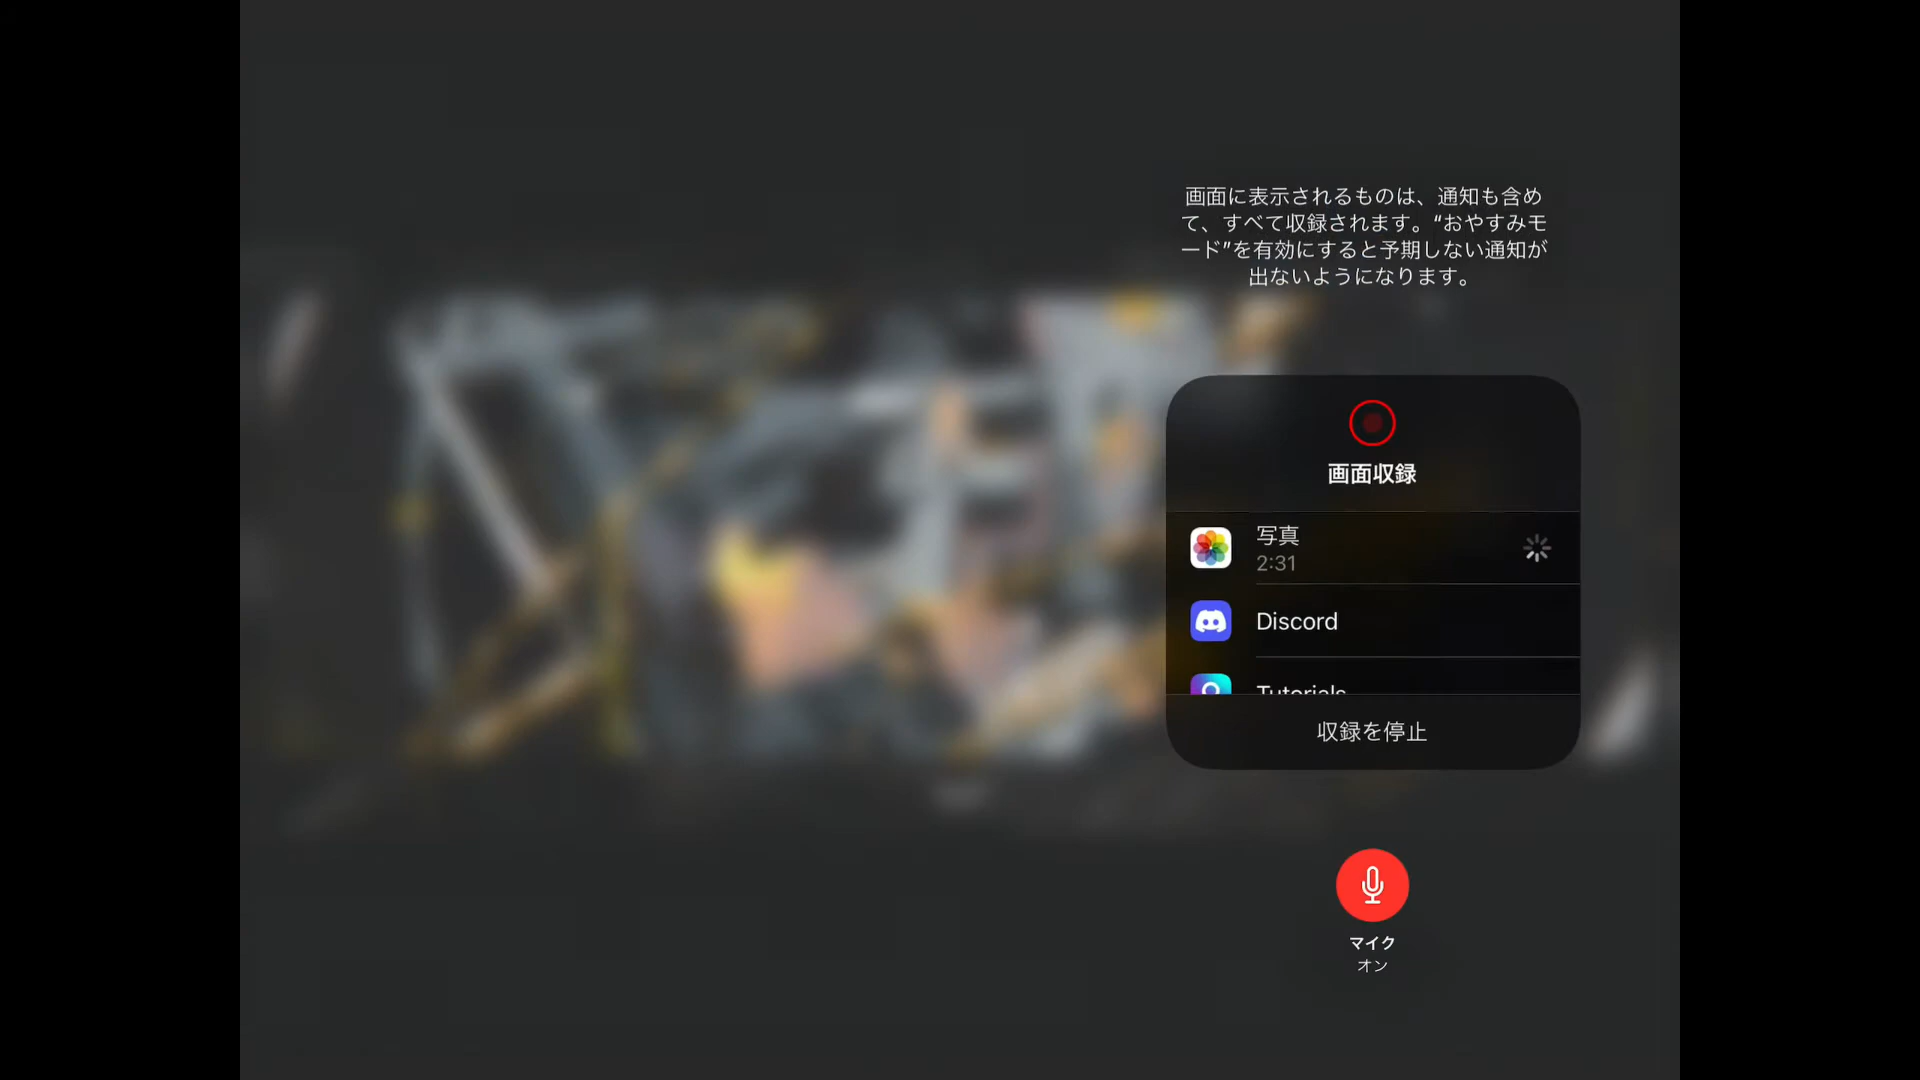 画面に表示されるものは、通知も含め
て、すべて収録されます。“おやすみモ
ード”を有効にすると予期しない通知が
出ないようになります。
画面収録
写真
2:31
Discord
Tutorials
収録を停止
マイク
オン